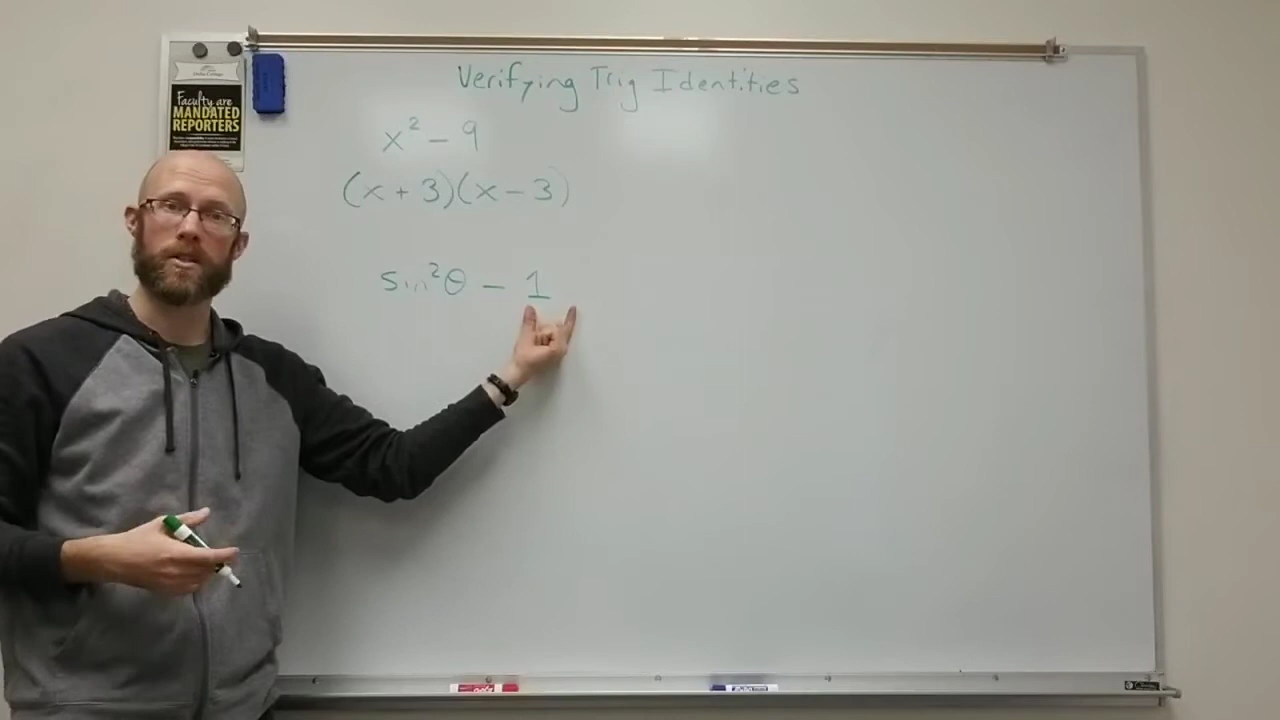 Verifying Trig Identities
x² - 9
(x + 3)(x - 3)
sin²θ - 1
Faculty are
MANDATED
REPORTERS